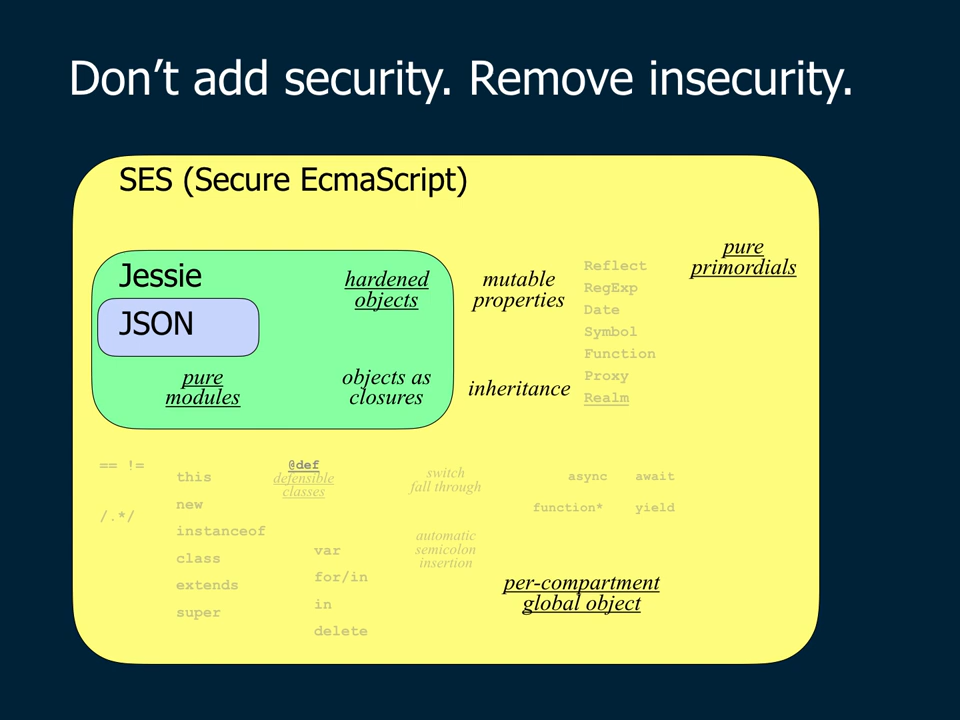 Don’t add security. Remove insecurity.
SES (Secure EcmaScript)
Jessie
JSON
hardened
objects
pure
modules
objects as
closures
mutable
properties
inheritance
Reflect
RegExp
Date
Symbol
Function
Proxy
Realm
pure
primordials
== !=
/.*/
this
new
instanceof
class
extends
super
@def
defensible
classes
var
for/in
in
delete
switch
fall through
automatic
semicolon
insertion
async await
function* yield
per-compartment
global object